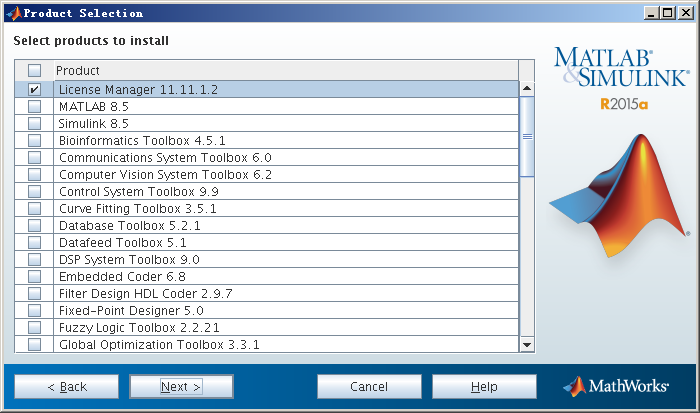 Product Selection
Select products to install
Product
License Manager 11.11.1.2
MATLAB 8.5
Simulink 8.5
Bioinformatics Toolbox 4.5.1
Communications System Toolbox 6.0
Computer Vision System Toolbox 6.2
Control System Toolbox 9.9
Curve Fitting Toolbox 3.5.1
Database Toolbox 5.2.1
Datafeed Toolbox 5.1
DSP System Toolbox 9.0
Embedded Coder 6.8
Filter Design HDL Coder 2.9.7
Fixed-Point Designer 5.0
Fuzzy Logic Toolbox 2.2.21
Global Optimization Toolbox 3.3.1
MATLAB®
&SIMULINK®
R2015a
< Back
Next >
Cancel
Help
MathWorks®